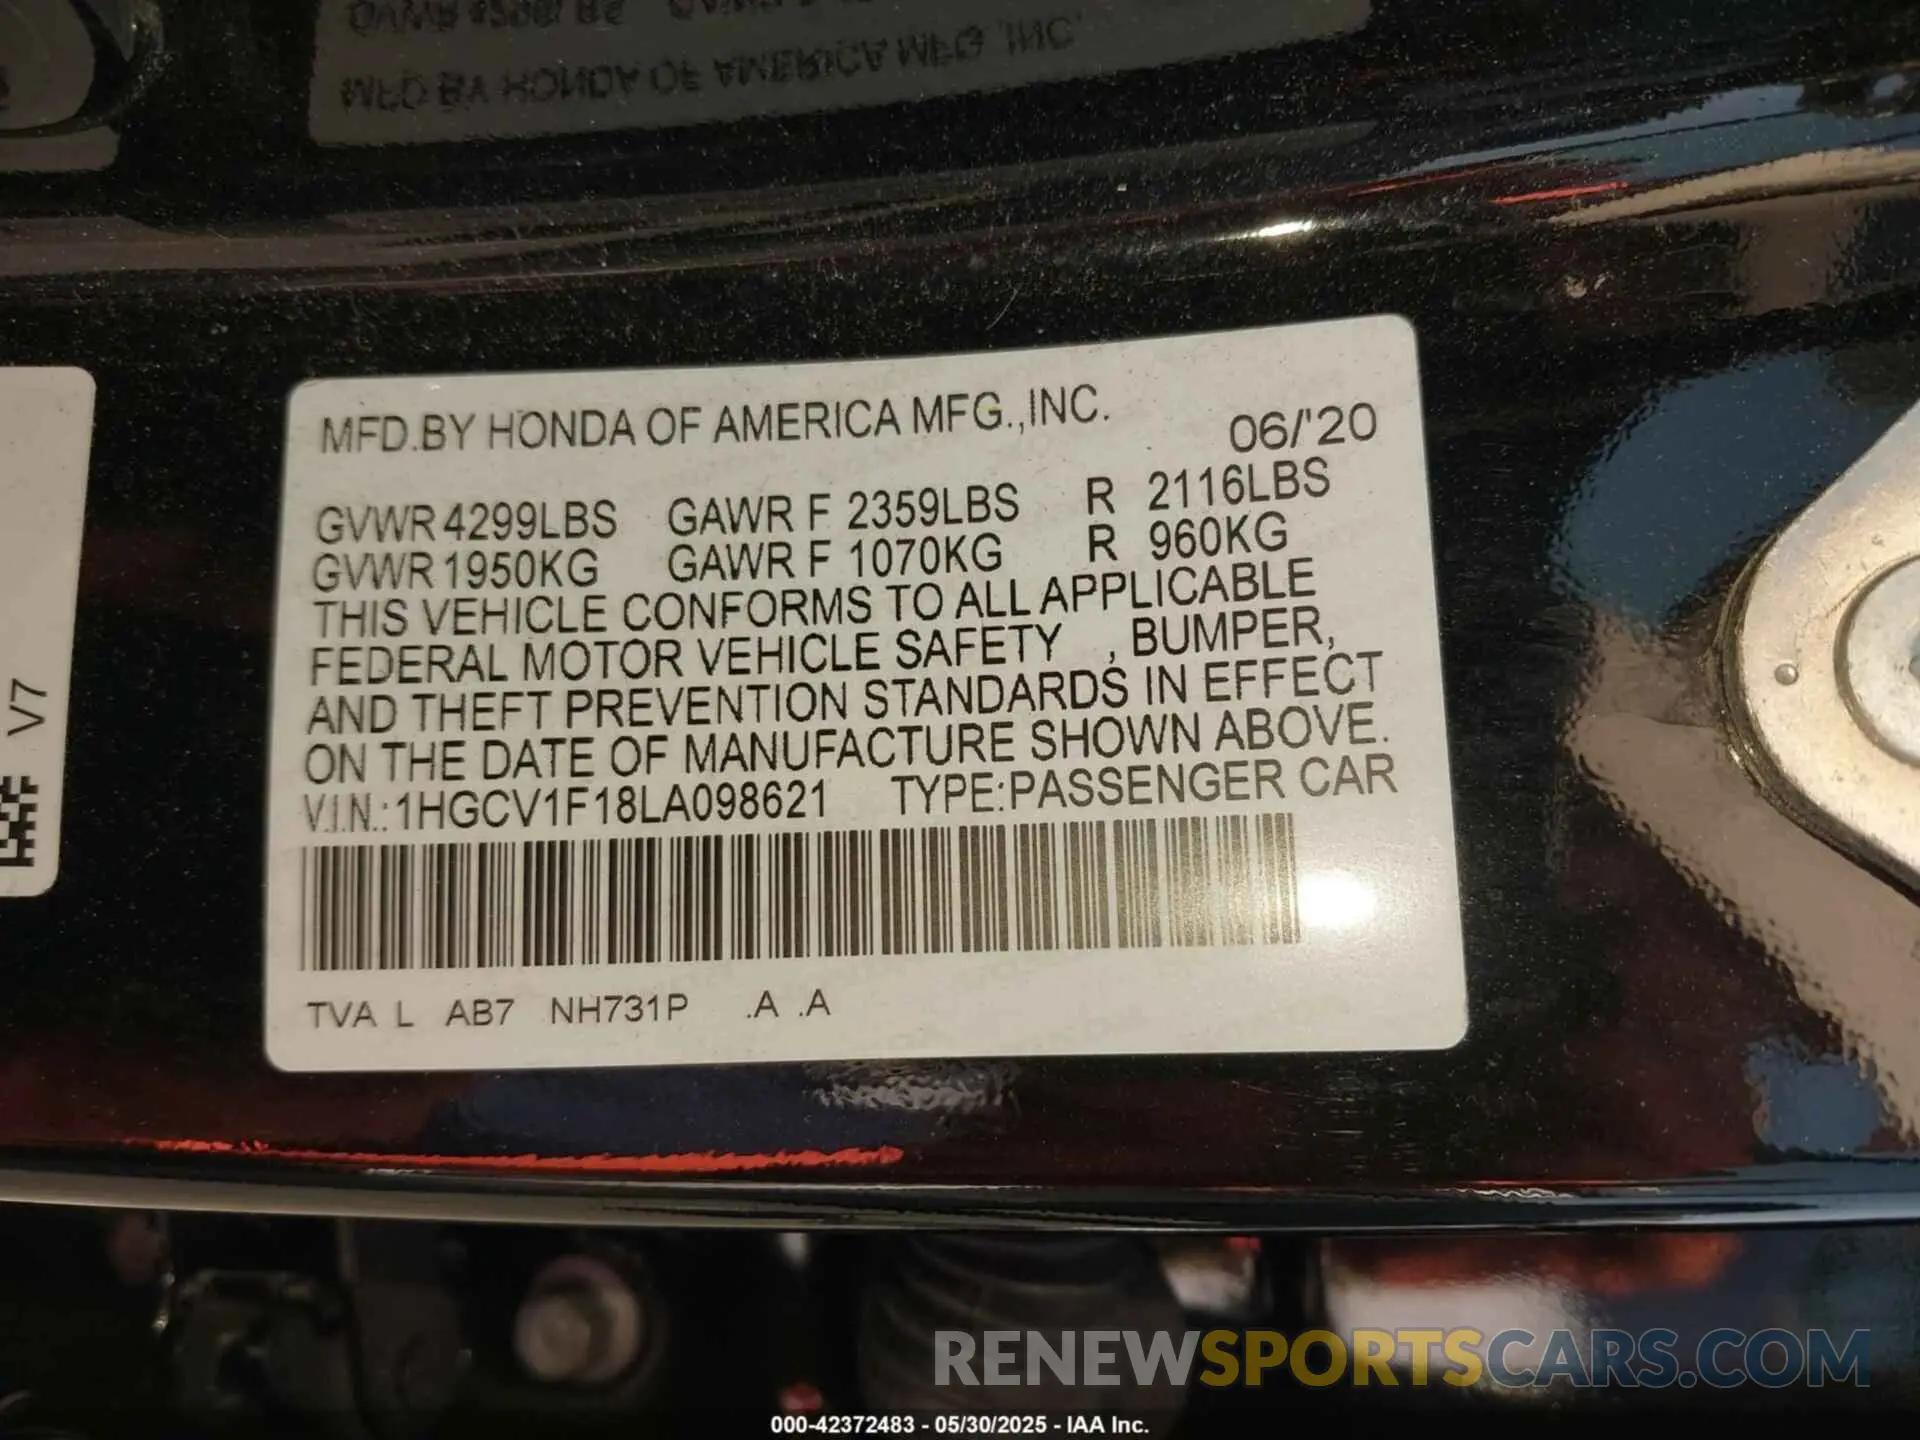 MFD BY HONDA OF AMERICA MFG INC.
MFD.BY HONDA OF AMERICA MFG.,INC.
06/'20
GVWR 4299LBS GAWR F 2359LBS R 2116LBS
GVWR 1950KG GAWR F 1070KG R 960KG
THIS VEHICLE CONFORMS TO ALL APPLICABLE
FEDERAL MOTOR VEHICLE SAFETY , BUMPER,
AND THEFT PREVENTION STANDARDS IN EFFECT
ON THE DATE OF MANUFACTURE SHOWN ABOVE.
V.I.N.:1HGCV1F18LA098621 TYPE:PASSENGER CAR
TVA L AB7 NH731P .A .A
V7
RENEWSPORTSCARS.COM
000-42372483 - 05/30/2025 - IAA Inc.